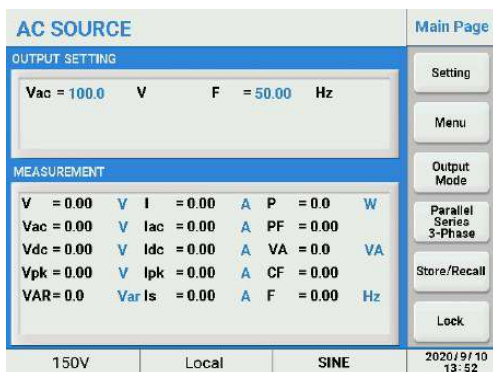 AC SOURCE
Main Page
OUTPUT SETTING
Vac = 100.0 V F = 50.00 Hz
MEASUREMENT
V = 0.00 V I = 0.00 A P = 0.0 W
Vac = 0.00 V Iac = 0.00 A PF = 0.00
Vdc = 0.00 V Idc = 0.00 A VA = 0.0 VA
Vpk = 0.00 V Ipk = 0.00 A CF = 0.00
VAR= 0.0 Var Is = 0.00 A F = 0.00 Hz
Setting
Menu
Output
Mode
Parallel
Series
3-Phase
Store/Recall
Lock
150V Local SINE
2020/9/10
13:52